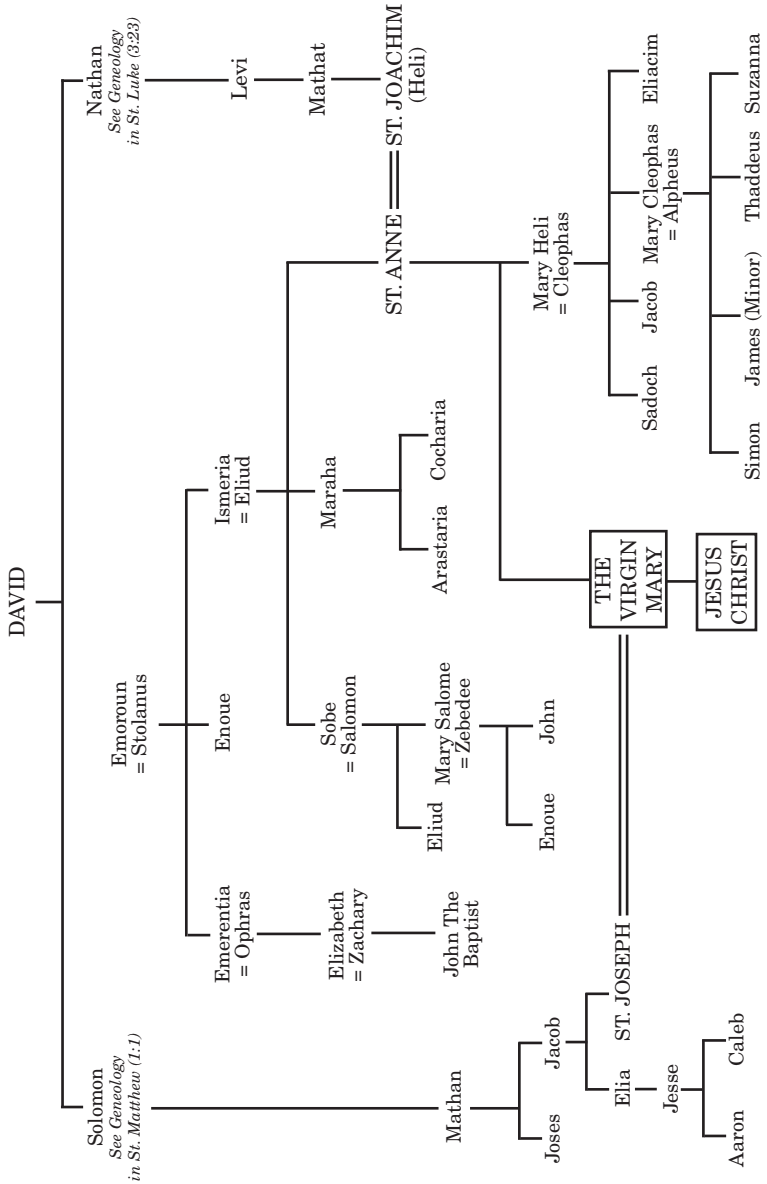 DAVID
Solomon
See Geneology
in St. Matthew (1:1)
Nathan
See Geneology
in St. Luke (3:23)
Emoroun
= Stolanus
Levi
Emerentia
= Ophras
Enoue
Ismeria
= Eliud
Mathat
Elizabeth
= Zachary
Sobe
= Salomon
Maraha
ST. ANNE
ST. JOACHIM
(Heli)
John The
Baptist
Eliud
Mary Salome
=Zebedee
Arastaria
Cocharia
Mathan
Enoue
John
Mary Heli
= Cleophas
Joses
Jacob
Elia
ST. JOSEPH
THE
VIRGIN
MARY
Sadoch
Jacob
Mary Cleophas
= Alpheus
Eliacim
Jesse
JESUS
CHRIST
Aaron
Caleb
Simon
James (Minor)
Thaddeus
Suzanna